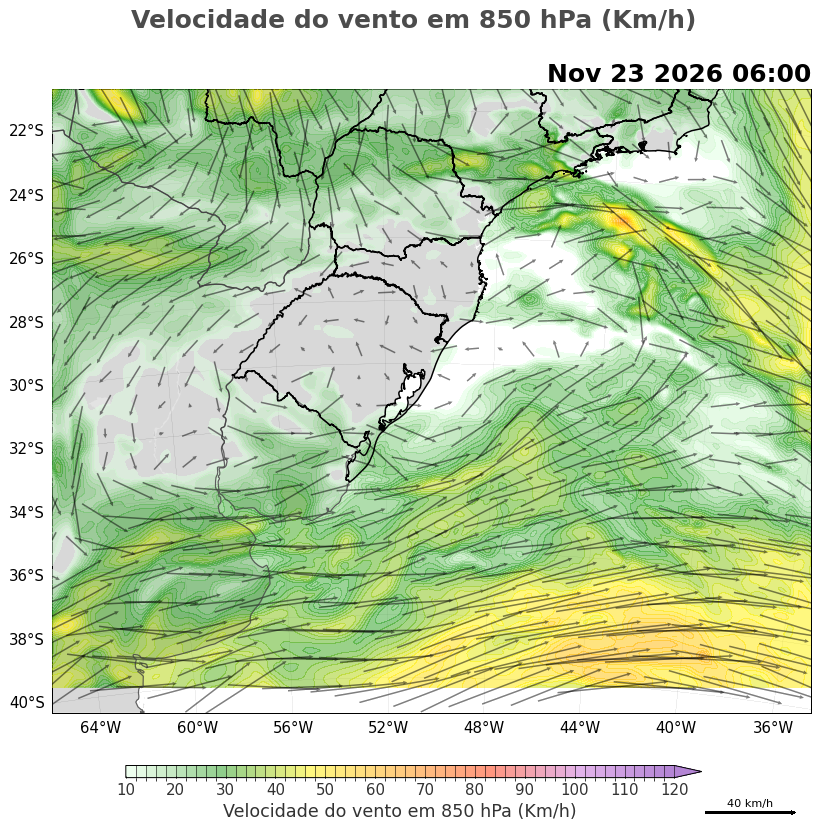 Velocidade do vento em 850 hPa (Km/h)
Nov 23 2026 06:00
22°S
24°S
26°S
28°S
30°S
32°S
34°S
36°S
38°S
40°S
64°W 60°W 56°W 52°W 48°W 44°W 40°W 36°W
10 20 30 40 50 60 70 80 90 100 110 120
Velocidade do vento em 850 hPa (Km/h)
40 km/h